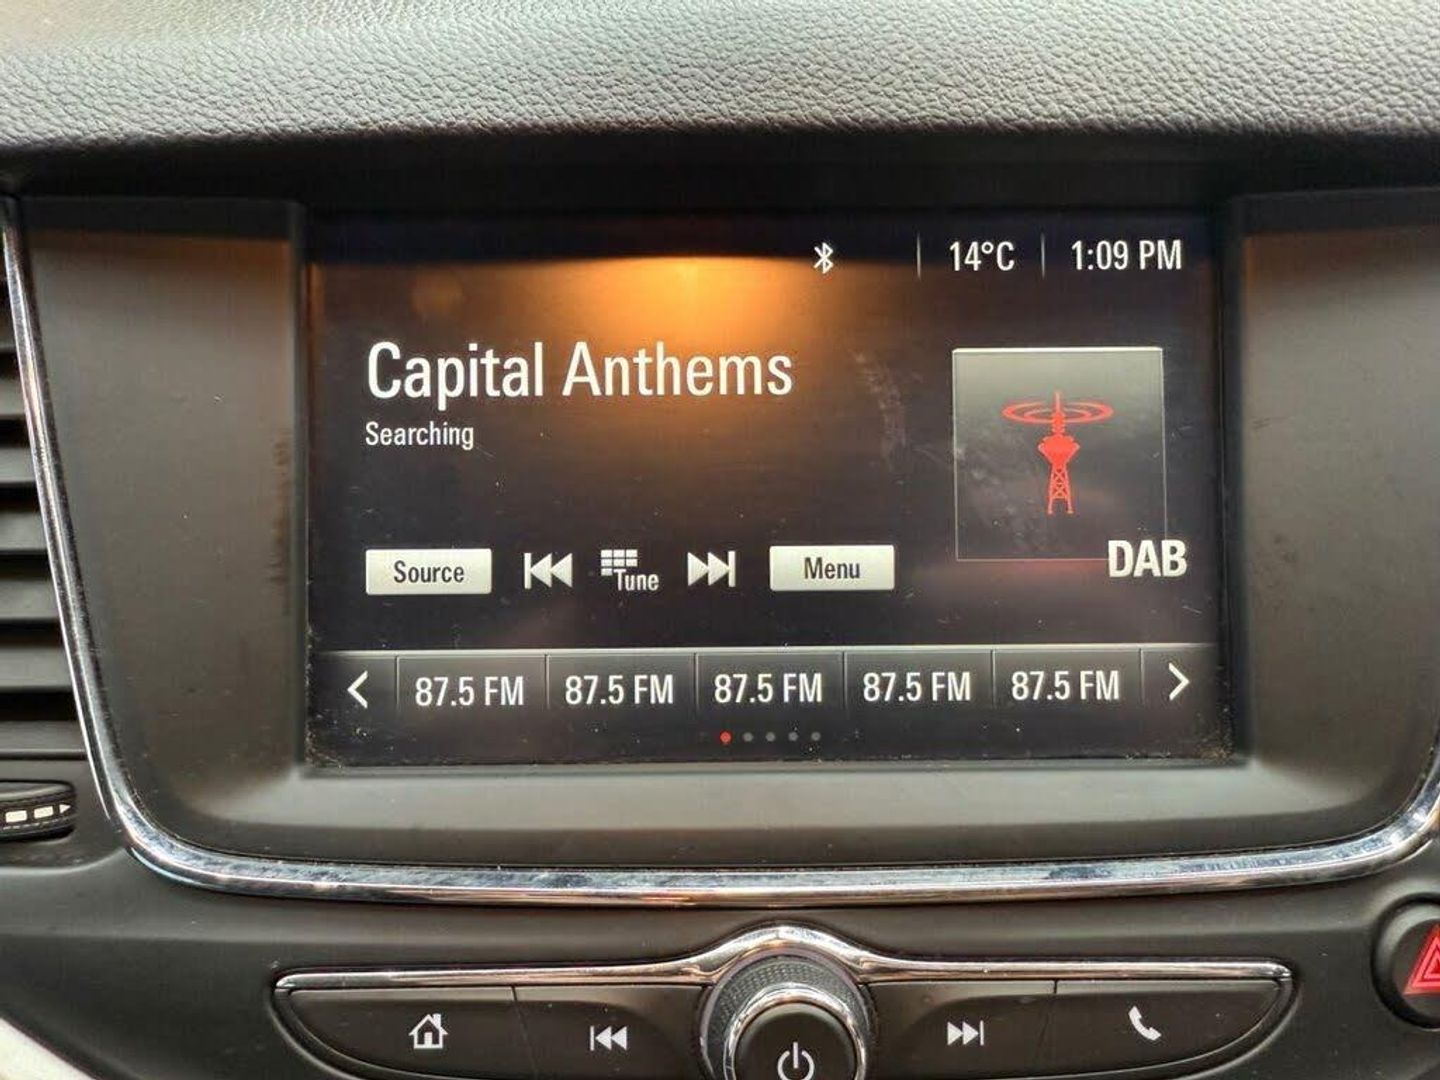 14°C 1:09 PM
Capital Anthems
Searching
DAB
Source Tune Menu
87.5 FM 87.5 FM 87.5 FM 87.5 FM 87.5 FM